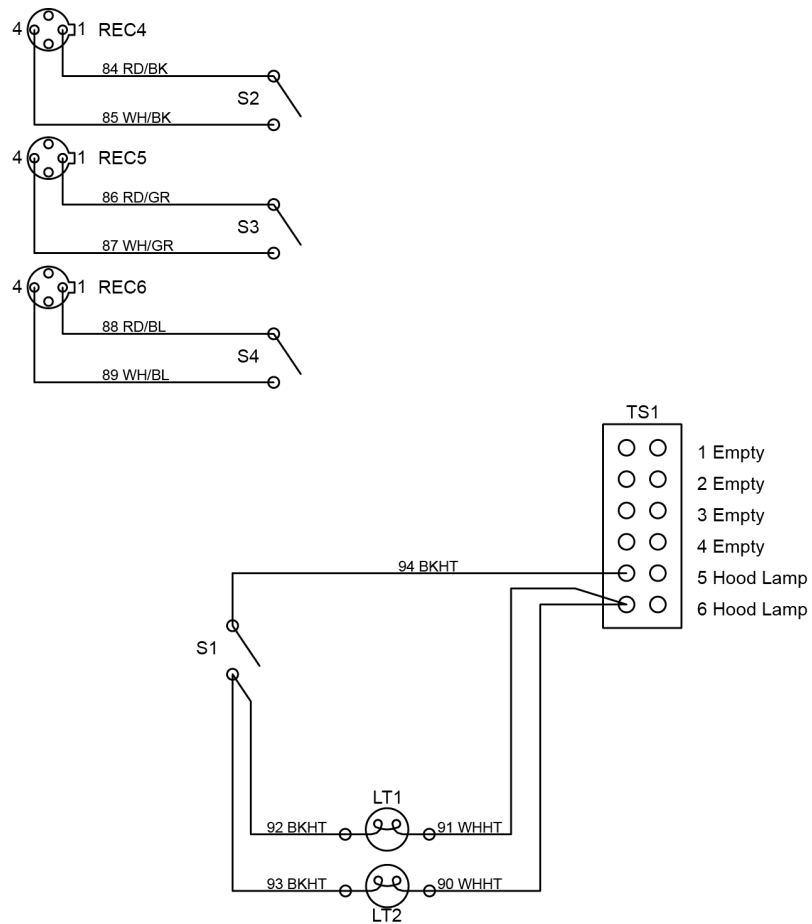 4 1 REC4
84 RD/BK
S2
85 WH/BK
4 1 REC5
86 RD/GR
S3
87 WH/GR
4 1 REC6
88 RD/BL
S4
89 WH/BL
TS1
1 Empty
2 Empty
3 Empty
4 Empty
94 BKHT
5 Hood Lamp
6 Hood Lamp
S1
LT1
92 BKHT 91 WHHT
93 BKHT 90 WHHT
LT2